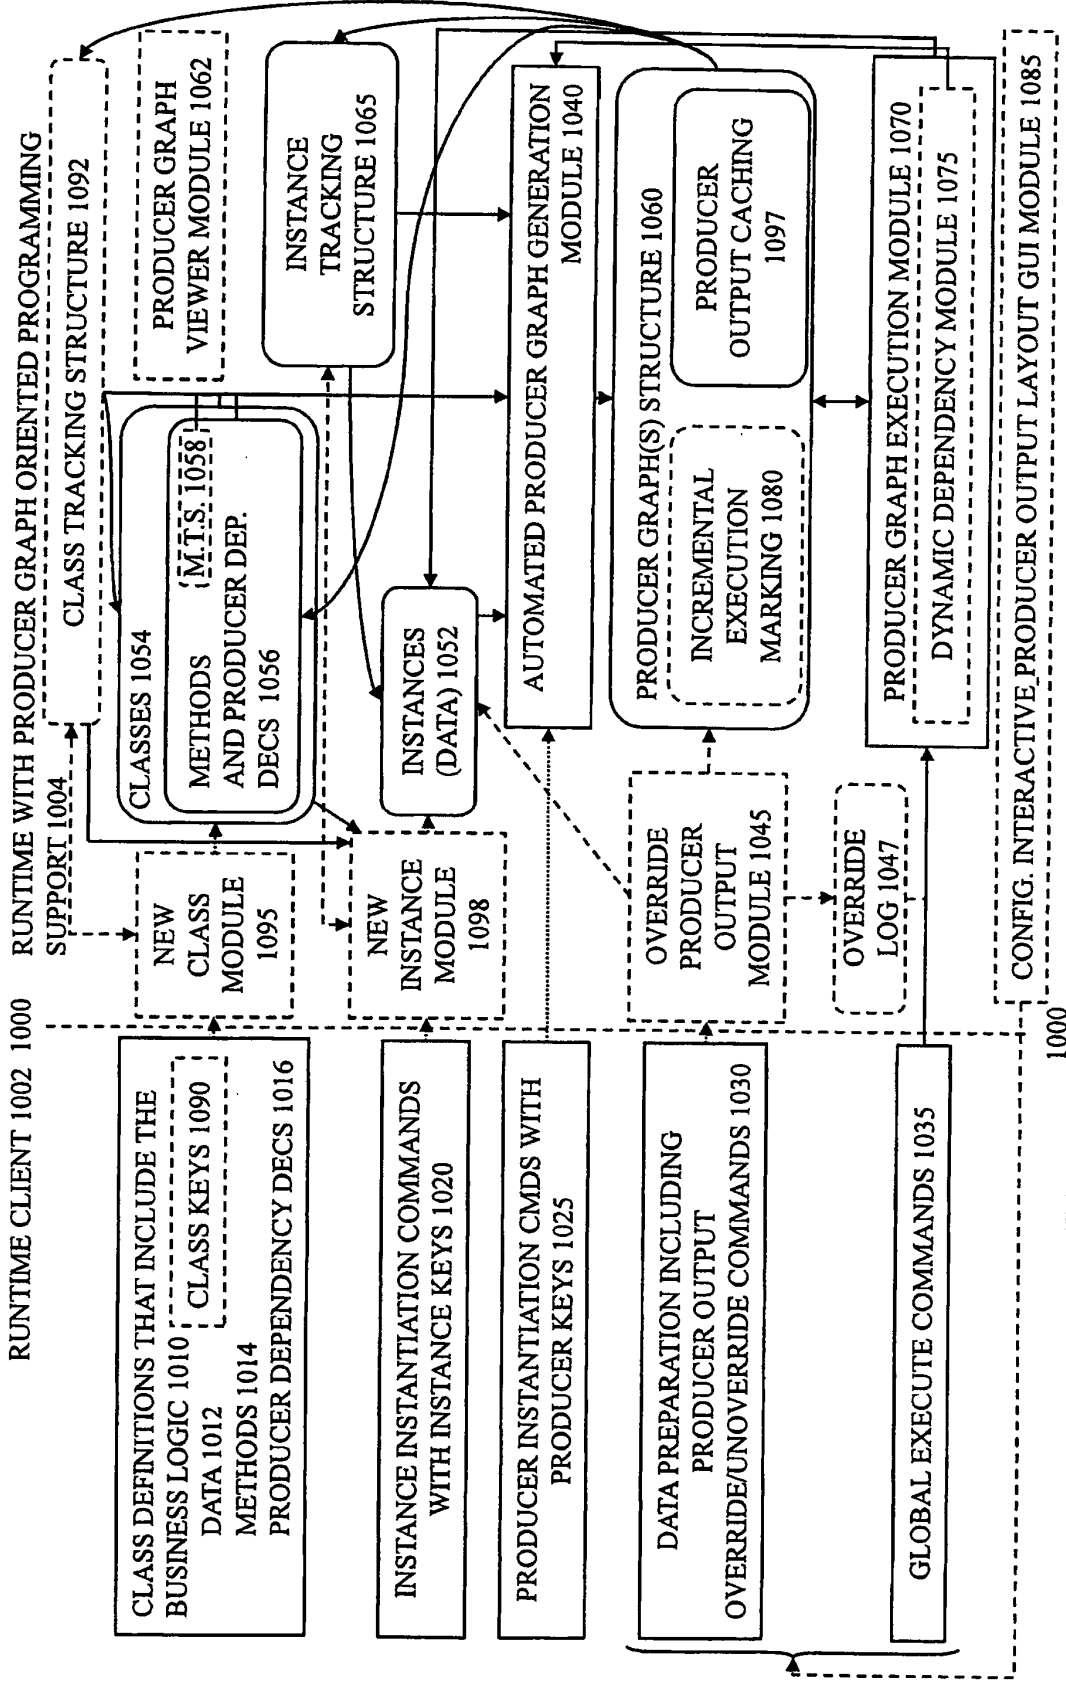 RUNTIME CLIENT 1002
1000
RUNTIME WITH PRODUCER GRAPH ORIENTED PROGRAMMING
SUPPORT 1004
CLASS DEFINITIONS THAT INCLUDE THE
BUSINESS LOGIC 1010
CLASS KEYS 1090
DATA 1012
METHODS 1014
PRODUCER DEPENDENCY DECS 1016
INSTANCE INSTANTIATION COMMANDS
WITH INSTANCE KEYS 1020
PRODUCER INSTANTIATION CMDS WITH
PRODUCER KEYS 1025
DATA PREPARATION INCLUDING
PRODUCER OUTPUT
OVERRIDE/UNOVERRIDE COMMANDS 1030
GLOBAL EXECUTE COMMANDS 1035
NEW
CLASS
MODULE
1095
NEW
INSTANCE
MODULE
1098
OVERRIDE
PRODUCER
OUTPUT
MODULE 1045
OVERRIDE
LOG 1047
CLASS TRACKING STRUCTURE 1092
CLASSES 1054
M.T.S. 1058
METHODS
AND PRODUCER DEP.
DECS 1056
PRODUCER GRAPH
VIEWER MODULE 1062
INSTANCE
TRACKING
STRUCTURE 1065
INSTANCES
(DATA) 1052
AUTOMATED PRODUCER GRAPH GENERATION
MODULE 1040
PRODUCER GRAPH(S) STRUCTURE 1060
INCREMENTAL
EXECUTION
MARKING 1080
PRODUCER
OUTPUT CACHING
1097
PRODUCER GRAPH EXECUTION MODULE 1070
DYNAMIC DEPENDENCY MODULE 1075
CONFIG. INTERACTIVE PRODUCER OUTPUT LAYOUT GUI MODULE 1085
1000